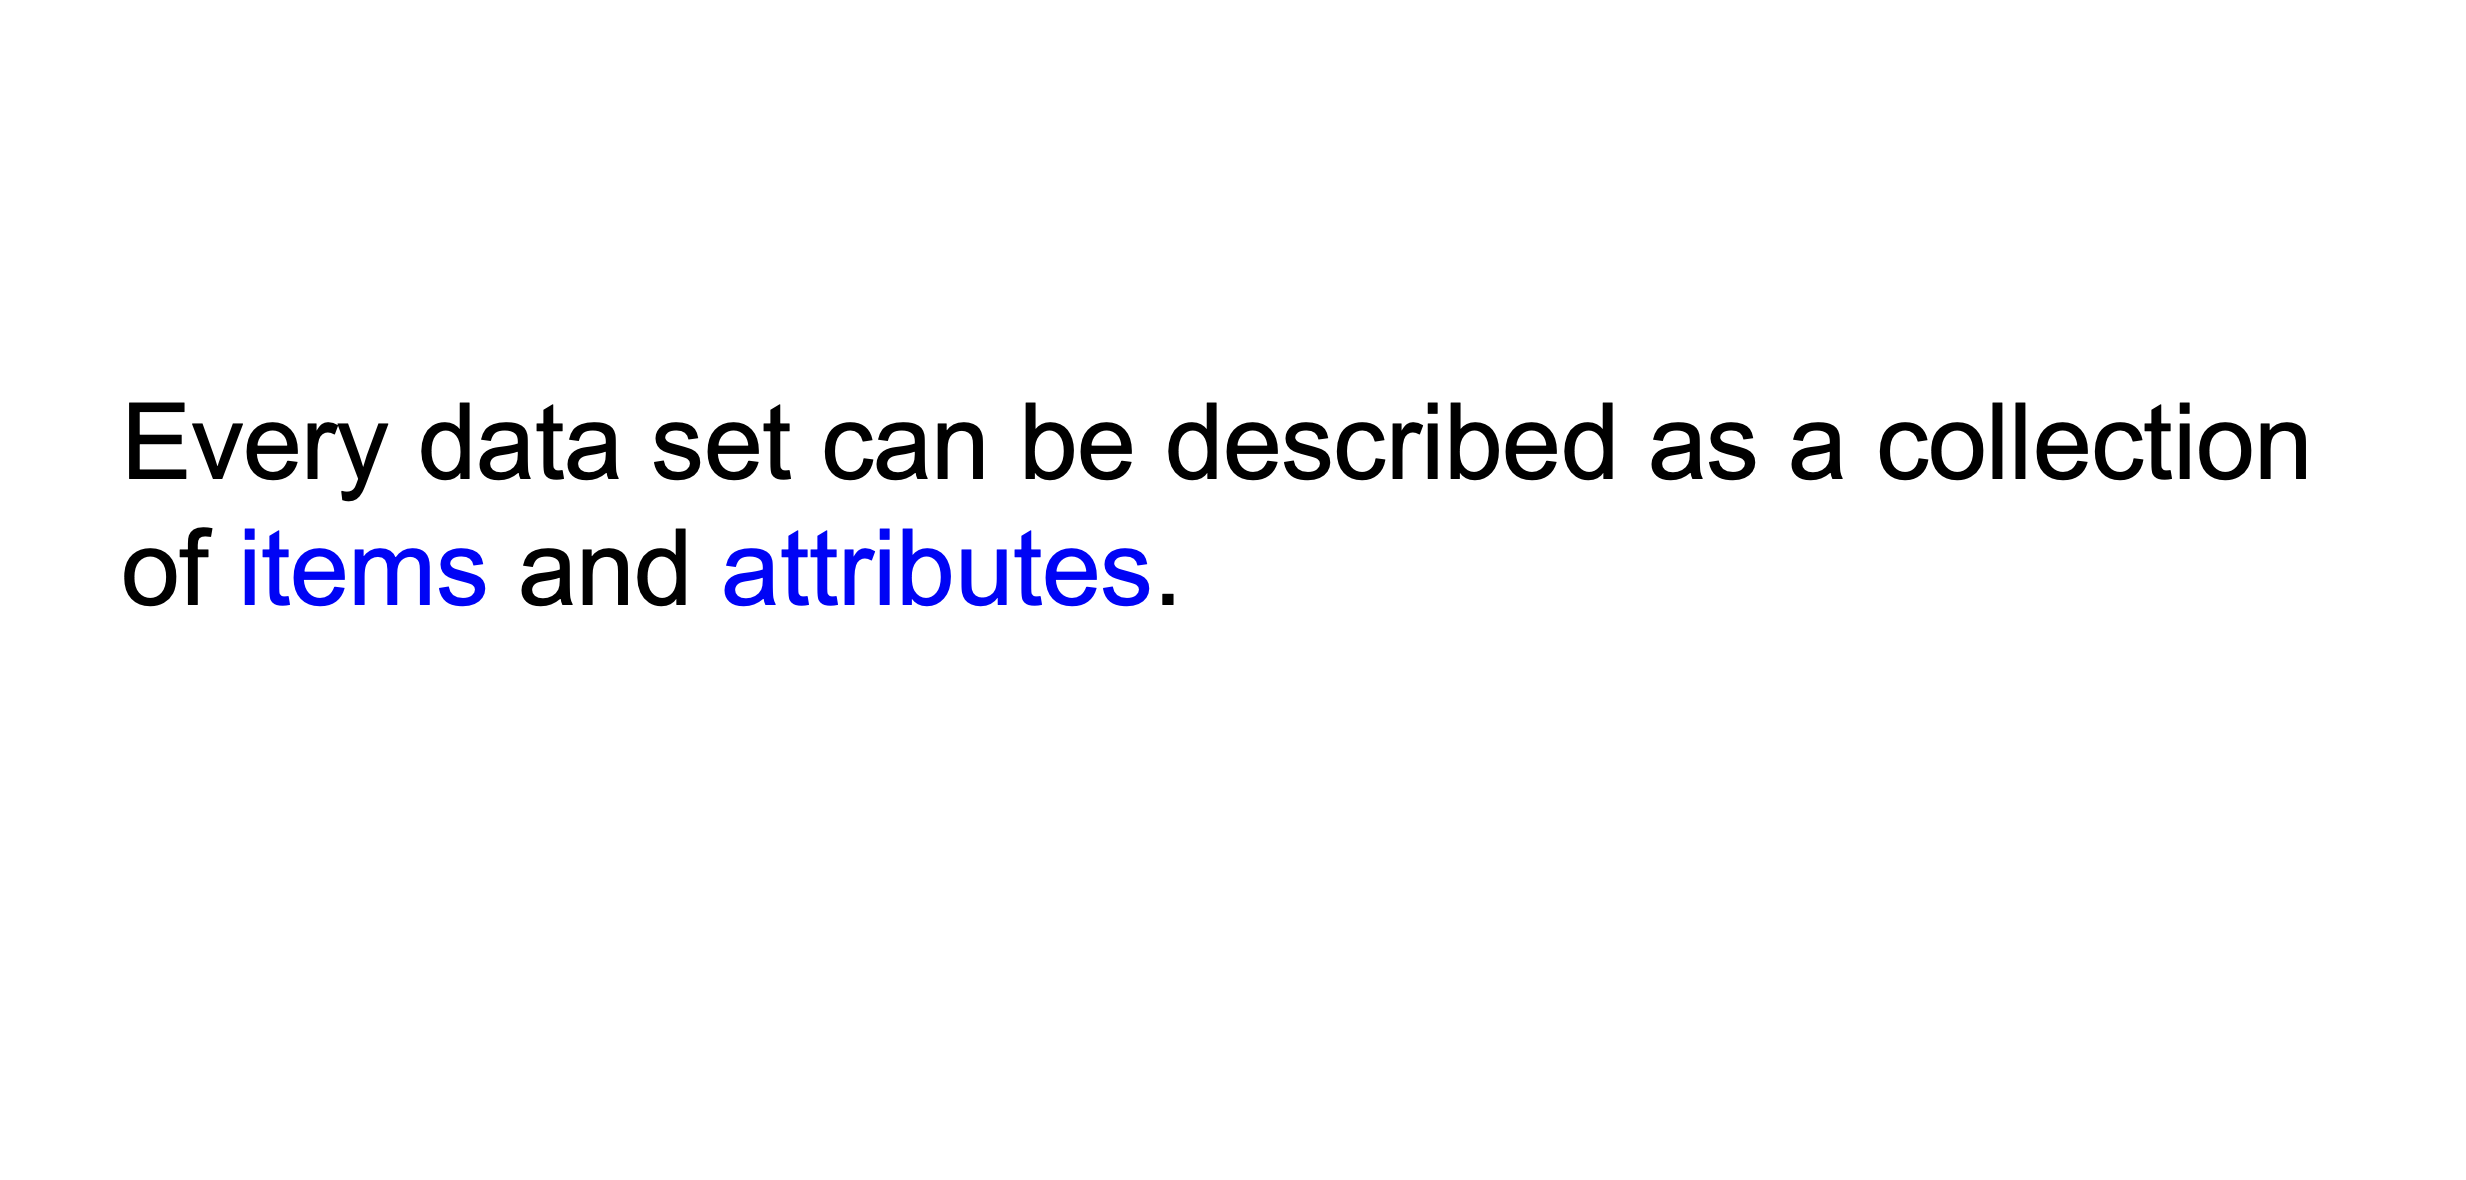 Every data set can be described as a collection
of items and attributes.